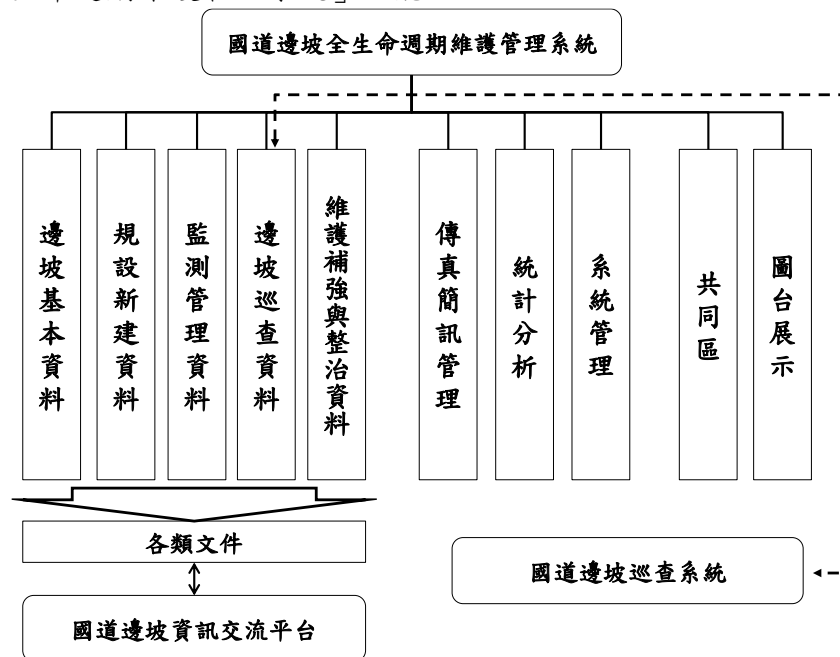 國道邊坡全生命週期維護管理系統
邊坡基本資料
規設新建資料
監測管理資料
邊坡巡查資料
維護補強與整治資料
傳真簡訊管理
統計分析
系統管理
共同區
圖台展示
各類文件
國道邊坡巡查系統
國道邊坡資訊交流平台